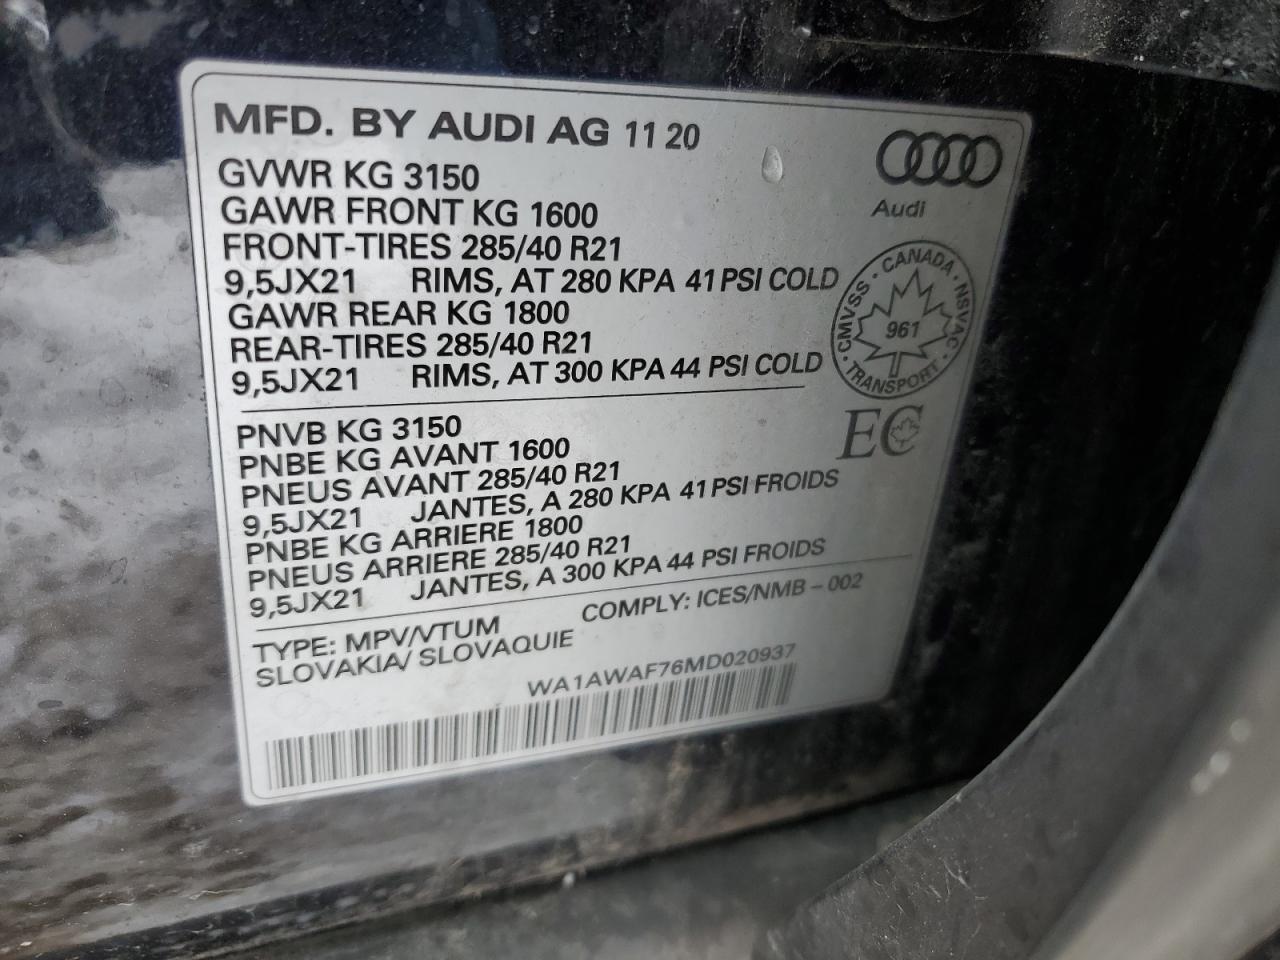 MFD. BY AUDI AG 11 20
GVWR KG 3150
GAWR FRONT KG 1600
FRONT-TIRES 285/40 R21
9,5JX21 RIMS, AT 280 KPA 41 PSI COLD
GAWR REAR KG 1800
REAR-TIRES 285/40 R21
9,5JX21 RIMS, AT 300 KPA 44 PSI COLD
Audi
CMVSS · CANADA · NSVAC · TRANSPORT ·
961
EC
PNVB KG 3150
PNBE KG AVANT 1600
PNEUS AVANT 285/40 R21
9,5JX21 JANTES, A 280 KPA 41 PSI FROIDS
PNBE KG ARRIERE 1800
PNEUS ARRIERE 285/40 R21
9,5JX21 JANTES, A 300 KPA 44 PSI FROIDS
TYPE: MPV/VTUM COMPLY: ICES/NMB - 002
SLOVAKIA/ SLOVAQUIE
WA1AWAF76MD020937